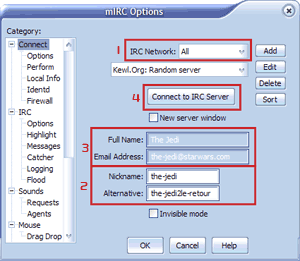 mIRC Options
Category:
Connect
Options
Perform
Local Info
Identd
Firewall
IRC
Options
Highlight
Messages
Catcher
Logging
Flood
Sounds
Requests
Agents
Mouse
Drag Drop
1
IRC Network: All
Add
Kewl.Org: Random server
Edit
Delete
4
Connect to IRC Server
Sort
New server window
3
Full Name: The Jedi
Email Address: the-jedi@starwars.com
2
Nickname: the-jedi
Alternative: the-jedi2le-retour
Invisible mode
OK
Cancel
Help